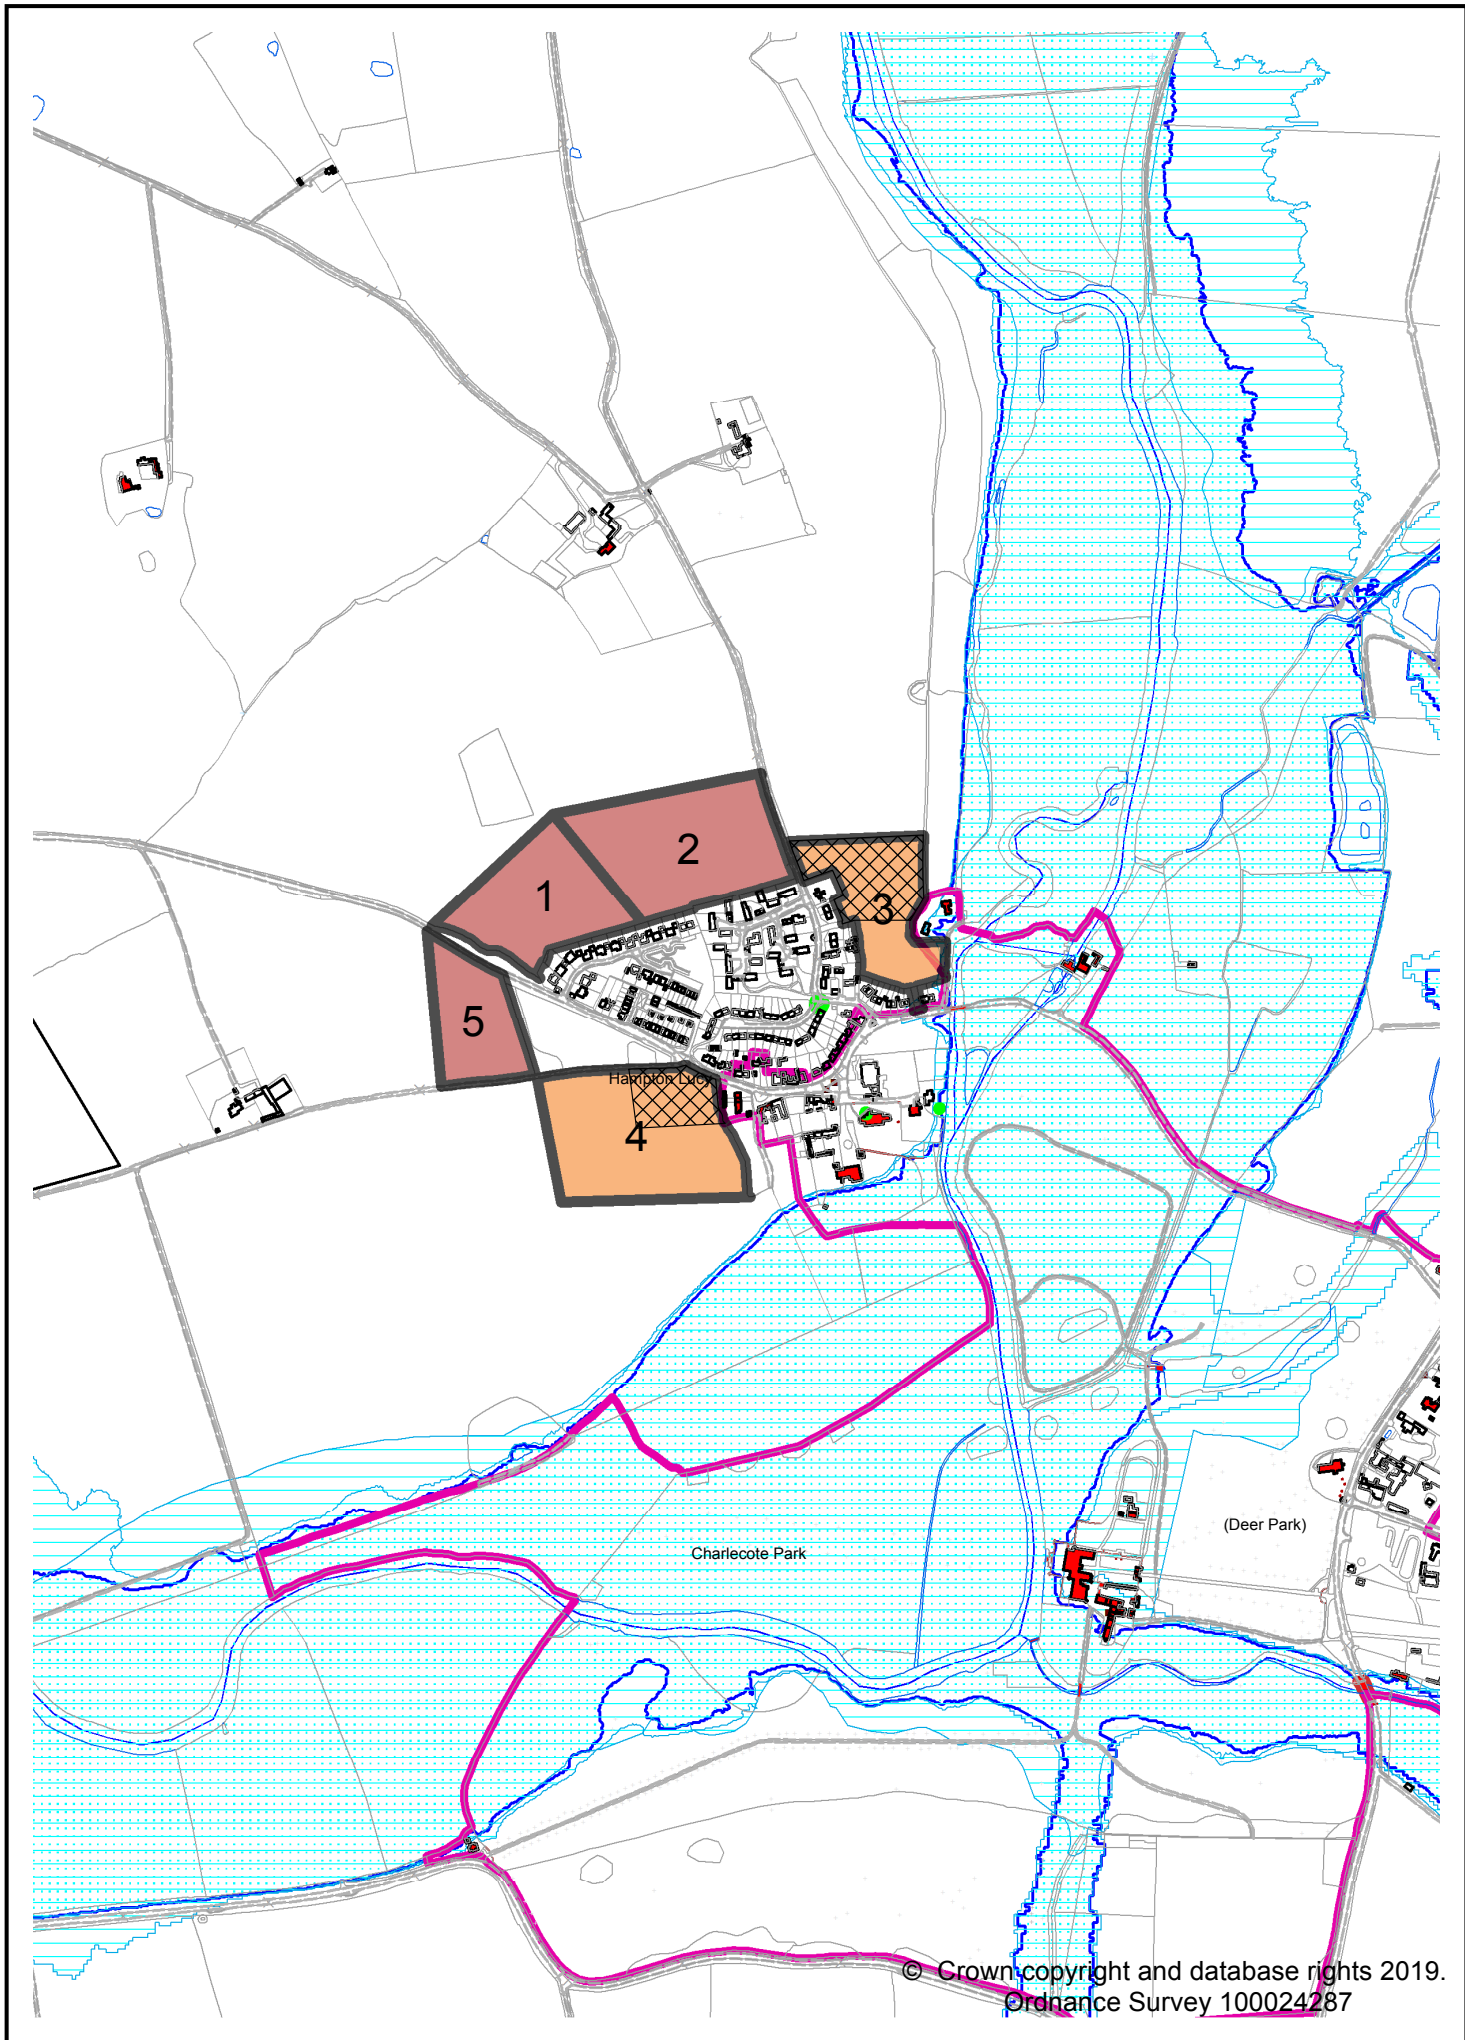 2
1
3
5
Hampton Lucy
4
(Deer Park)
Charlecote Park
© Crown copyright and database rights 2019.
Ordnance Survey 100024287